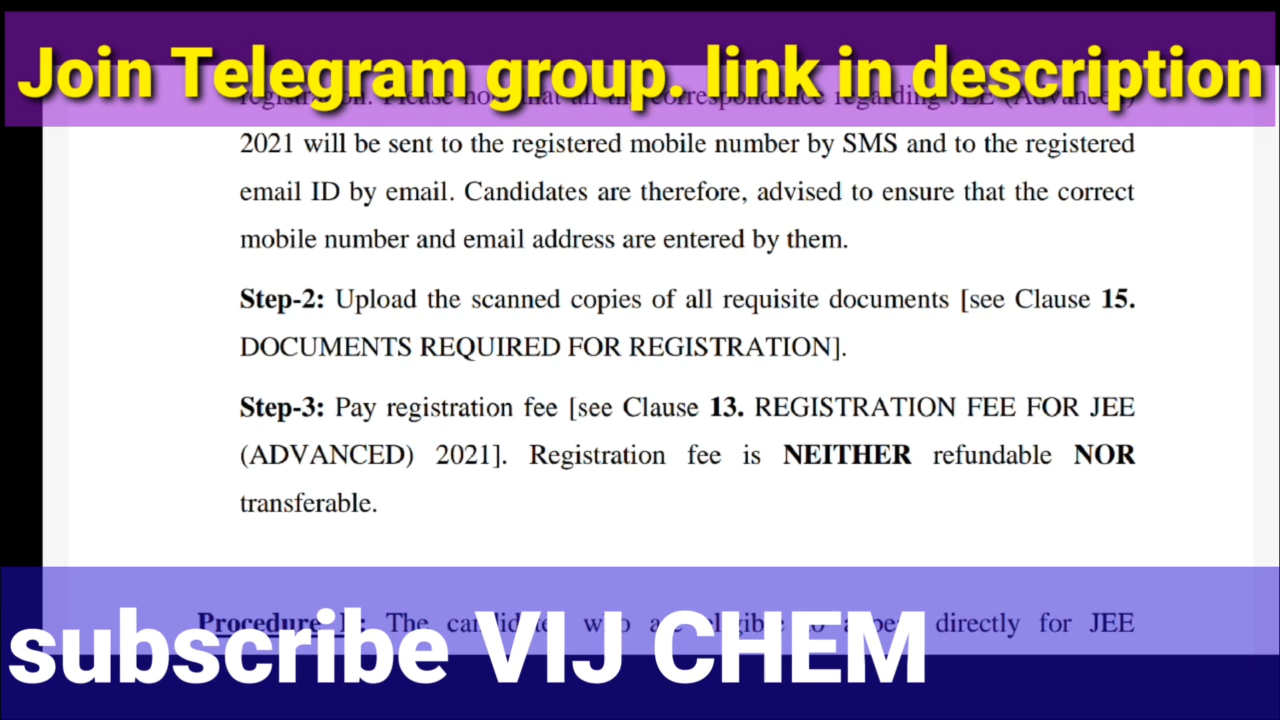 Join Telegram group. link in description
2021 will be sent to the registered mobile number by SMS and to the registered
email ID by email. Candidates are therefore, advised to ensure that the correct
mobile number and email address are entered by them.
Step-2: Upload the scanned copies of all requisite documents [see Clause 15.
DOCUMENTS REQUIRED FOR REGISTRATION].
Step-3: Pay registration fee [see Clause 13. REGISTRATION FEE FOR JEE
(ADVANCED) 2021]. Registration fee is NEITHER refundable NOR
transferable.
Procedure The directly for JEE
subscribe VIJ CHEM